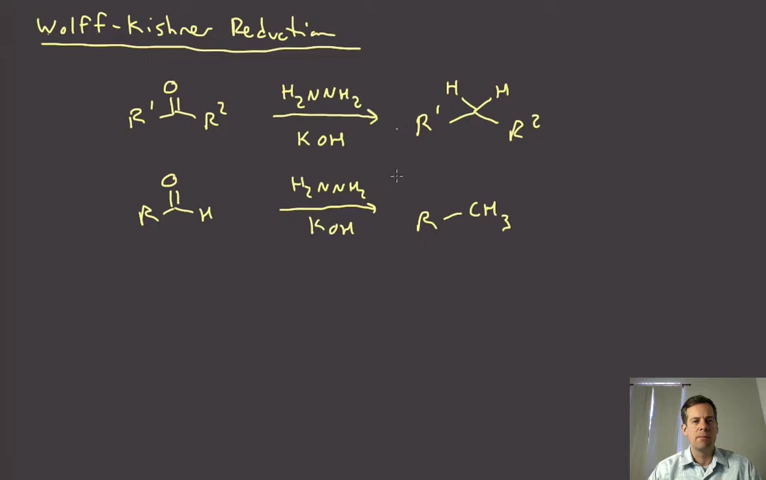 Wolff-Kishner Reduction
O
H₂NNH₂
H H
R¹ R²
KOH
R¹ R²
O
H₂NNH₂
R H
KOH
R CH₃